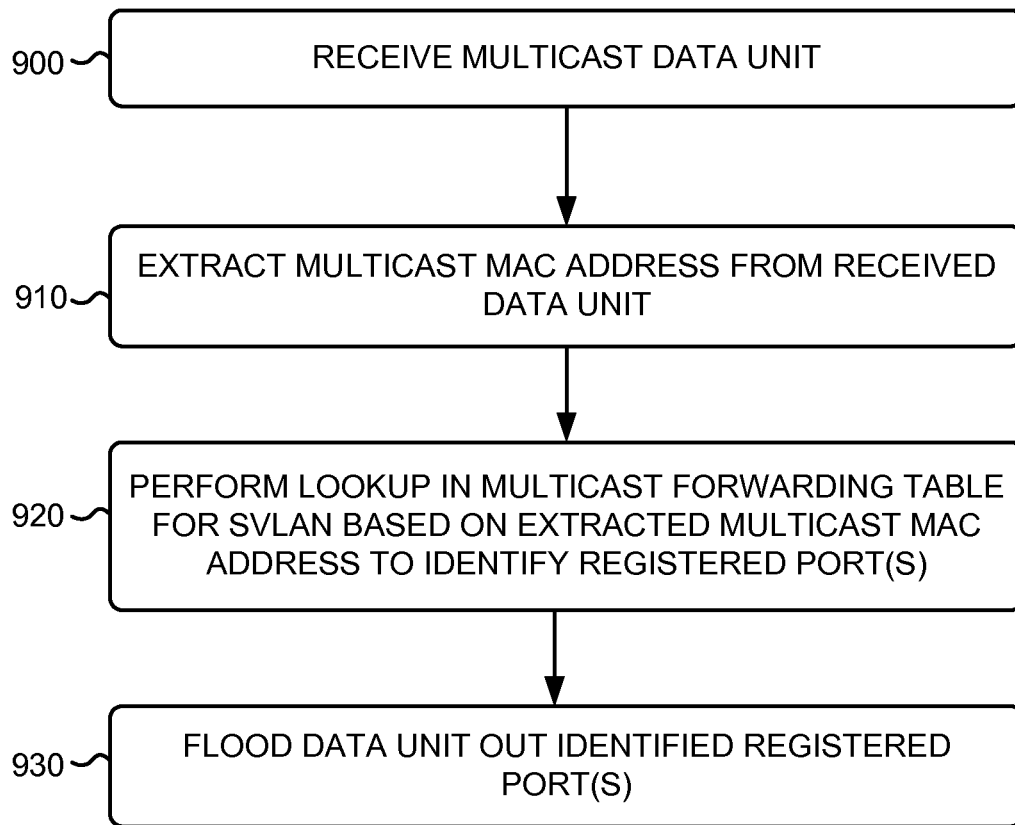 900
RECEIVE MULTICAST DATA UNIT
910
EXTRACT MULTICAST MAC ADDRESS FROM RECEIVED
DATA UNIT
920
PERFORM LOOKUP IN MULTICAST FORWARDING TABLE
FOR SVLAN BASED ON EXTRACTED MULTICAST MAC
ADDRESS TO IDENTIFY REGISTERED PORT(S)
930
FLOOD DATA UNIT OUT IDENTIFIED REGISTERED
PORT(S)